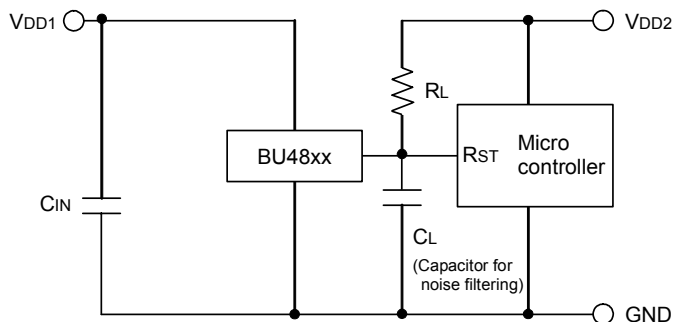 VDD1
VDD2
RL
BU48xx
RST
Micro
controller
CIN
CL
(Capacitor for
noise filtering)
GND